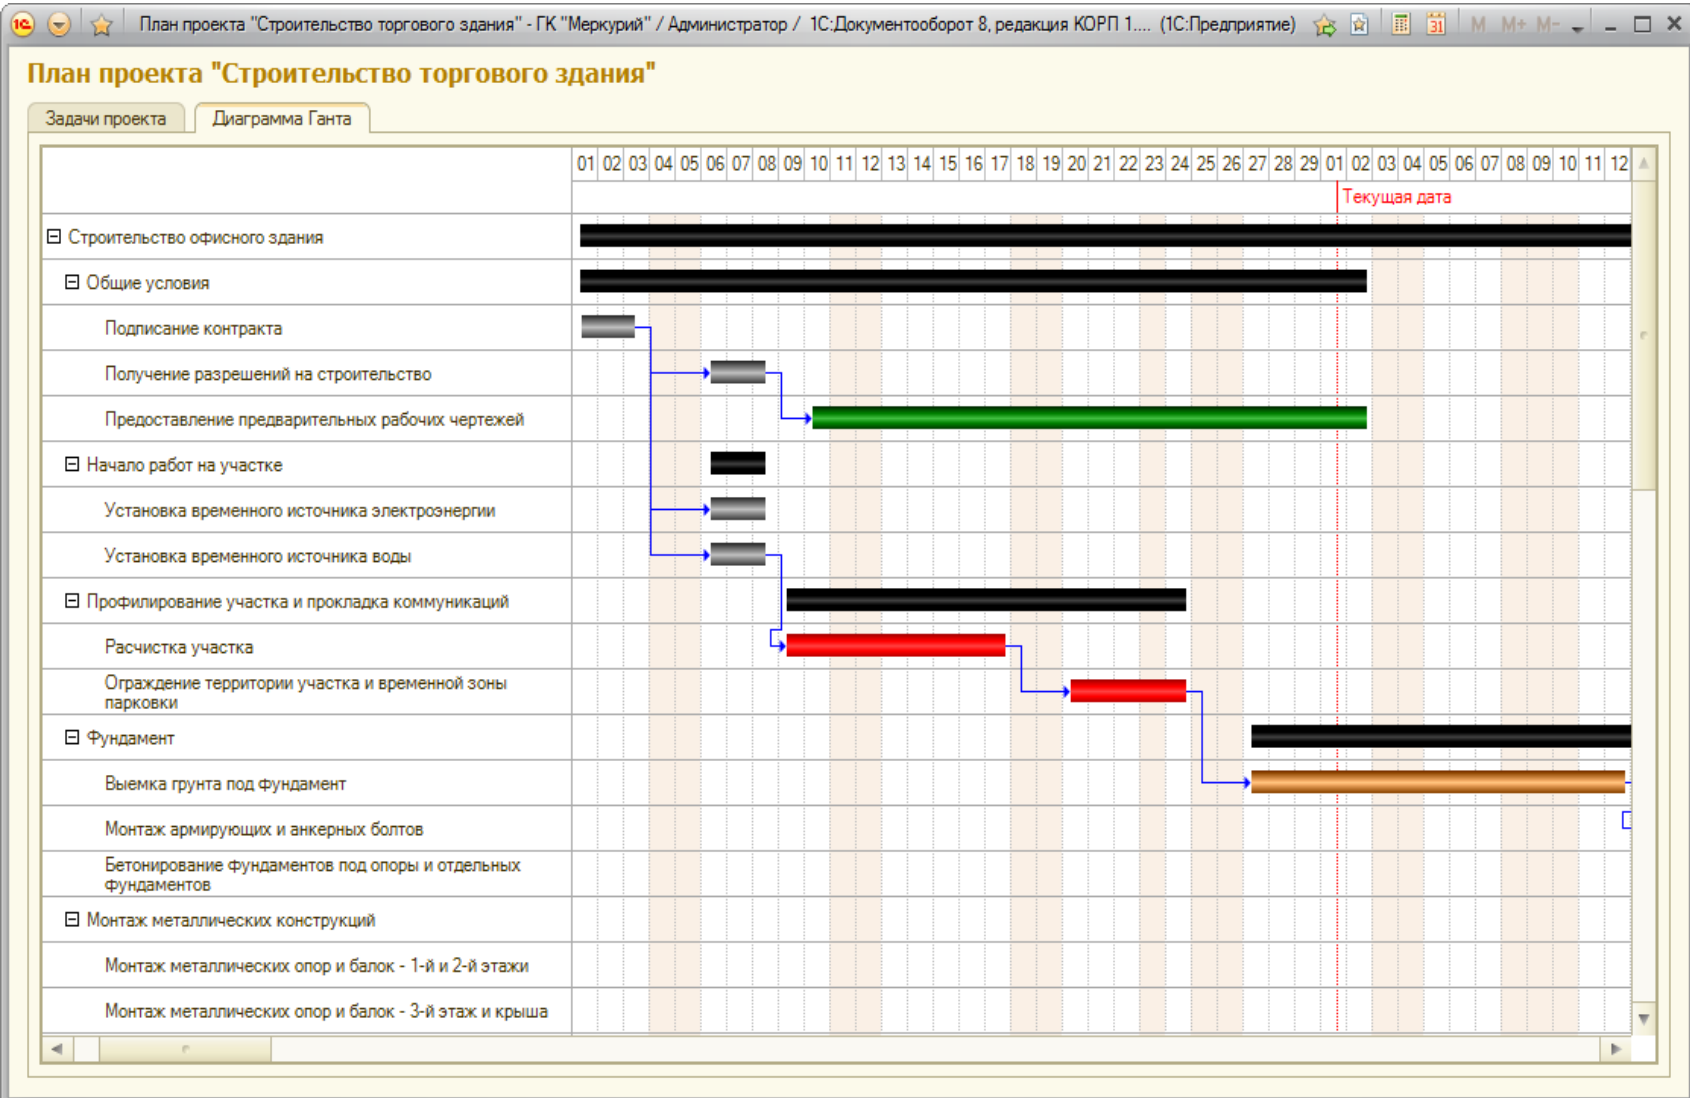 1С План проекта "Строительство торгового здания" - ГК "Меркурий" / Администратор / 1С:Документооборот 8, редакция КОРП 1.... (1С:Предприятие) 31 M M+ M-
План проекта "Строительство торгового здания"
Задачи проекта Диаграмма Ганта
01 02 03 04 05 06 07 08 09 10 11 12 13 14 15 16 17 18 19 20 21 22 23 24 25 26 27 28 29 01 02 03 04 05 06 07 08 09 10 11 12
Текущая дата
Строительство офисного здания
Общие условия
Подписание контракта
Получение разрешений на строительство
Предоставление предварительных рабочих чертежей
Начало работ на участке
Установка временного источника электроэнергии
Установка временного источника воды
Профилирование участка и прокладка коммуникаций
Расчистка участка
Ограждение территории участка и временной зоны
парковки
Фундамент
Выемка грунта под фундамент
Монтаж армирующих и анкерных болтов
Бетонирование фундаментов под опоры и отдельных
фундаментов
Монтаж металлических конструкций
Монтаж металлических опор и балок - 1-й и 2-й этажи
Монтаж металлических опор и балок - 3-й этаж и крыша